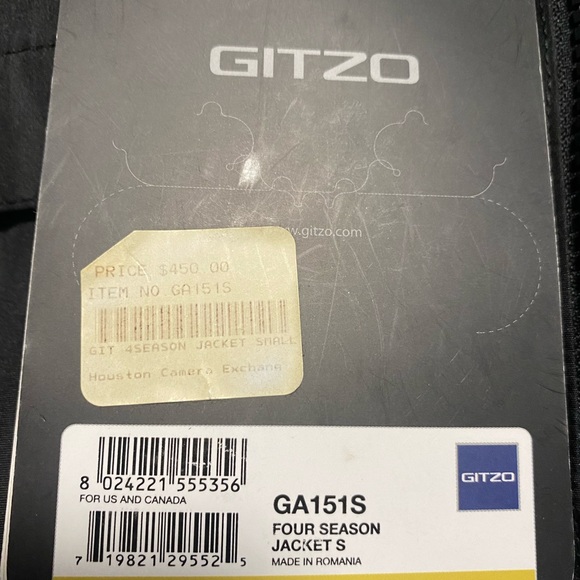 GITZO
www.gitzo.com
PRICE $450.00
ITEM NO.GA151S
GIT 4SEASON JACKET SMALL
Houston Camera Exchang
8 024221 555356
FOR US AND CANADA
7 19821 29552 5
GA151S
FOUR SEASON
JACKET S
MADE IN ROMANIA
GITZO